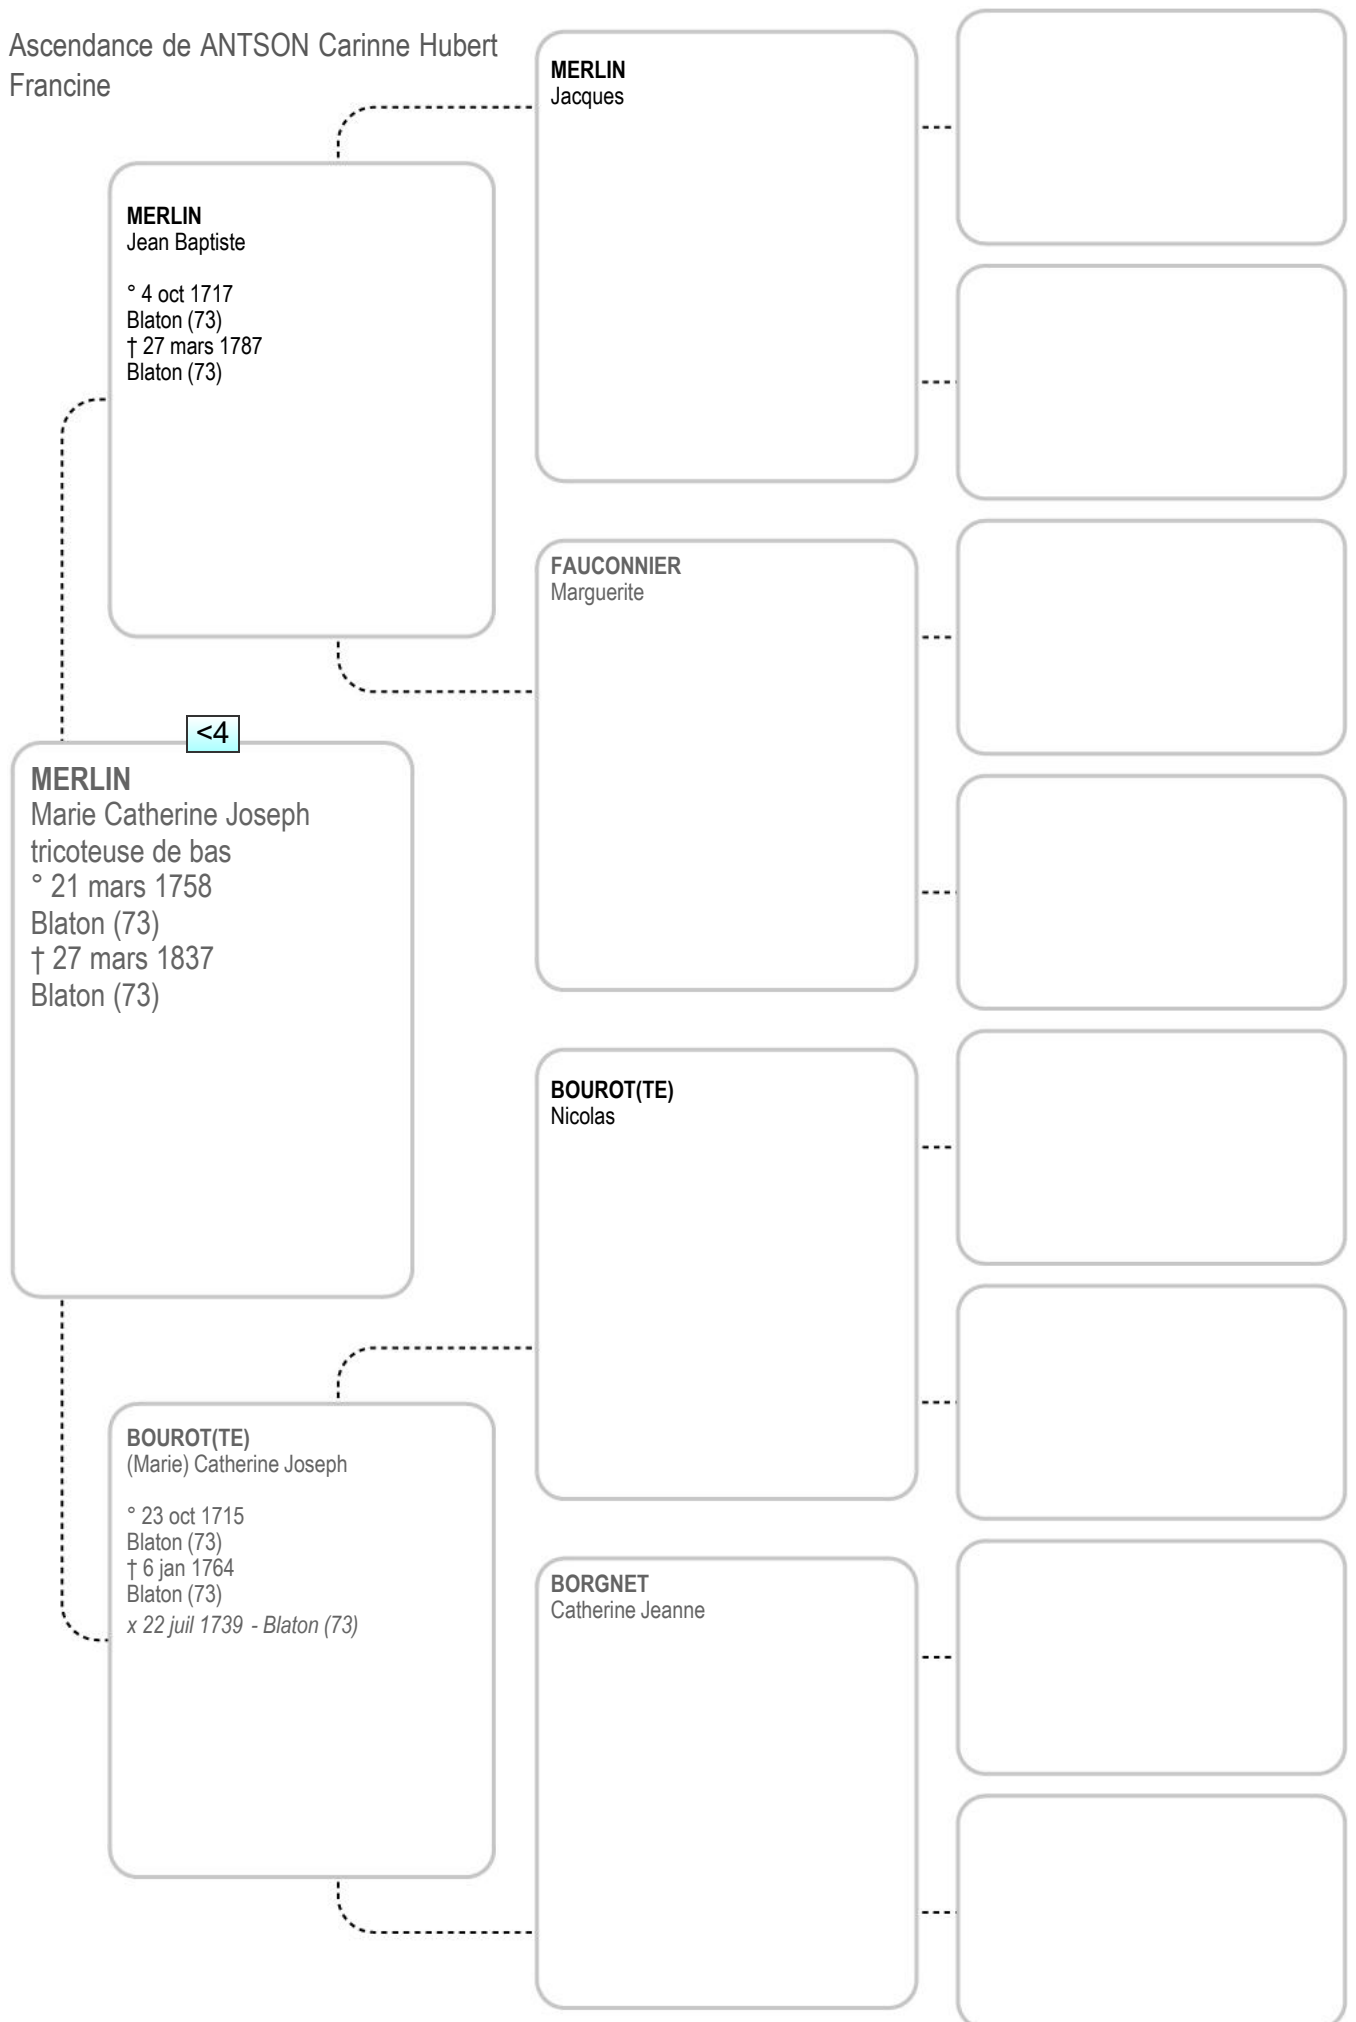 Ascendance de ANTSON Carinne Hubert
Francine
MERLIN
Jacques
MERLIN
Jean Baptiste
° 4 oct 1717
Blaton (73)
† 27 mars 1787
Blaton (73)
FAUCONNIER
Marguerite
<4
MERLIN
Marie Catherine Joseph
tricoteuse de bas
° 21 mars 1758
Blaton (73)
† 27 mars 1837
Blaton (73)
BOUROT(TE)
Nicolas
BOUROT(TE)
(Marie) Catherine Joseph
° 23 oct 1715
Blaton (73)
† 6 jan 1764
Blaton (73)
x 22 juil 1739 - Blaton (73)
BORGNET
Catherine Jeanne